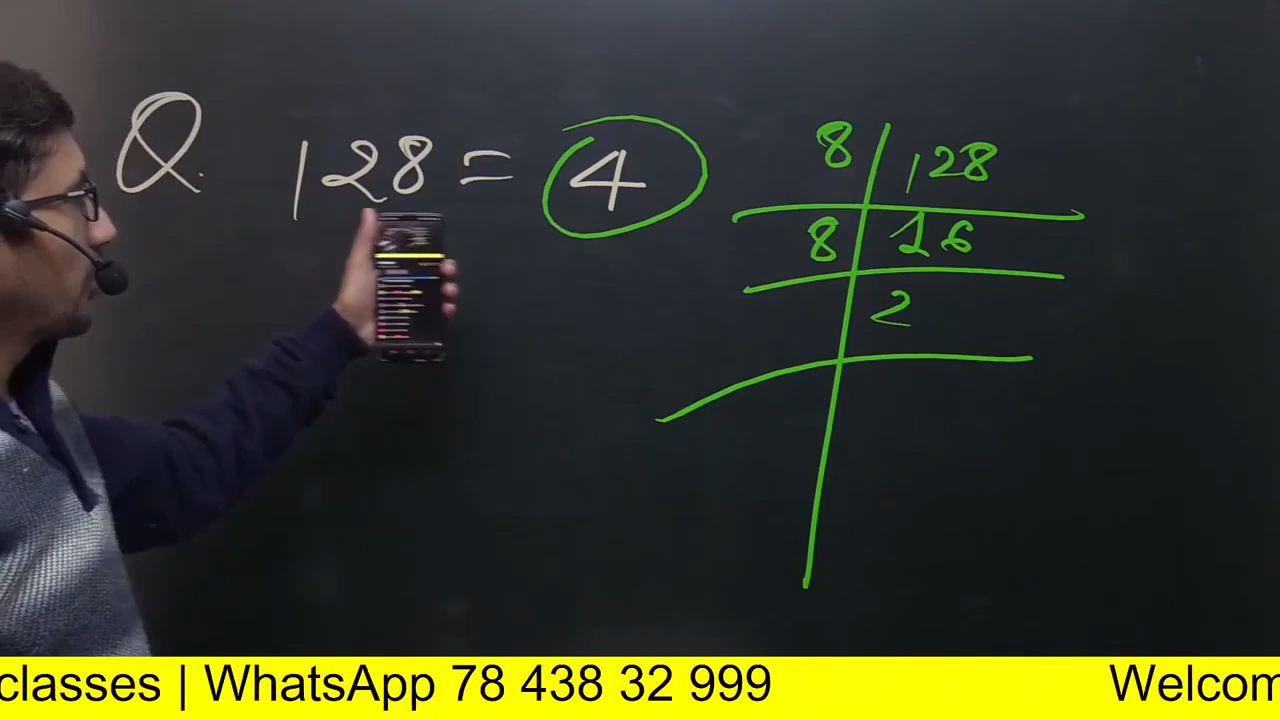 Q. 128 = 4
8 128
8 16
2
classes | WhatsApp 78 438 32 999 Welcom